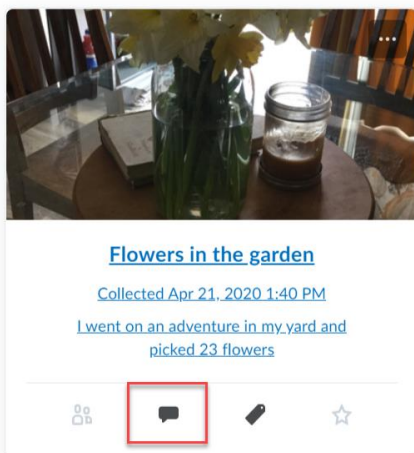 Flowers in the garden
Collected Apr 21, 2020 1:40 PM
I went on an adventure in my yard and
picked 23 flowers